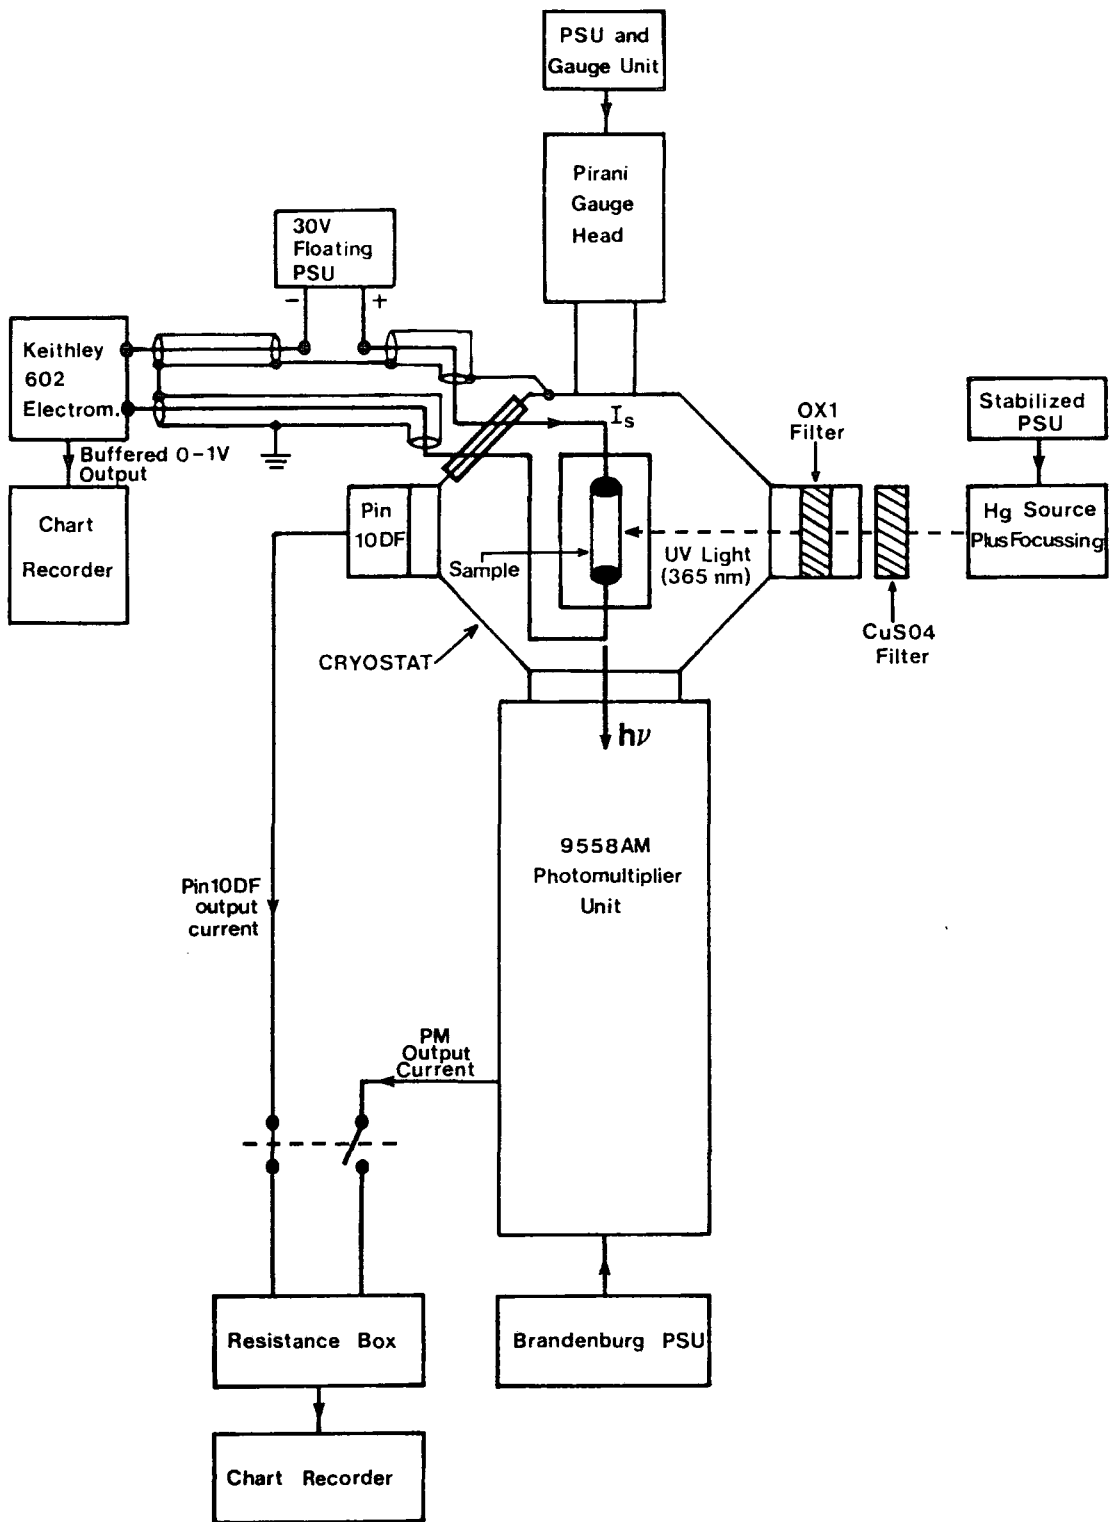 PSU and
Gauge Unit
Pirani
Gauge
Head
30V
Floating
PSU
- +
Keithley
602
Electrom.
Buffered 0-1V
Output
Chart
Recorder
Is
OX1
Filter
Stabilized
PSU
Pin
10DF
Sample
UV Light
(365 nm)
Hg Source
Plus Focussing
CuSO4
Filter
CRYOSTAT
hν
9558AM
Photomultiplier
Unit
Pin10DF
output
current
PM
Output
Current
Resistance Box
Brandenburg PSU
Chart Recorder